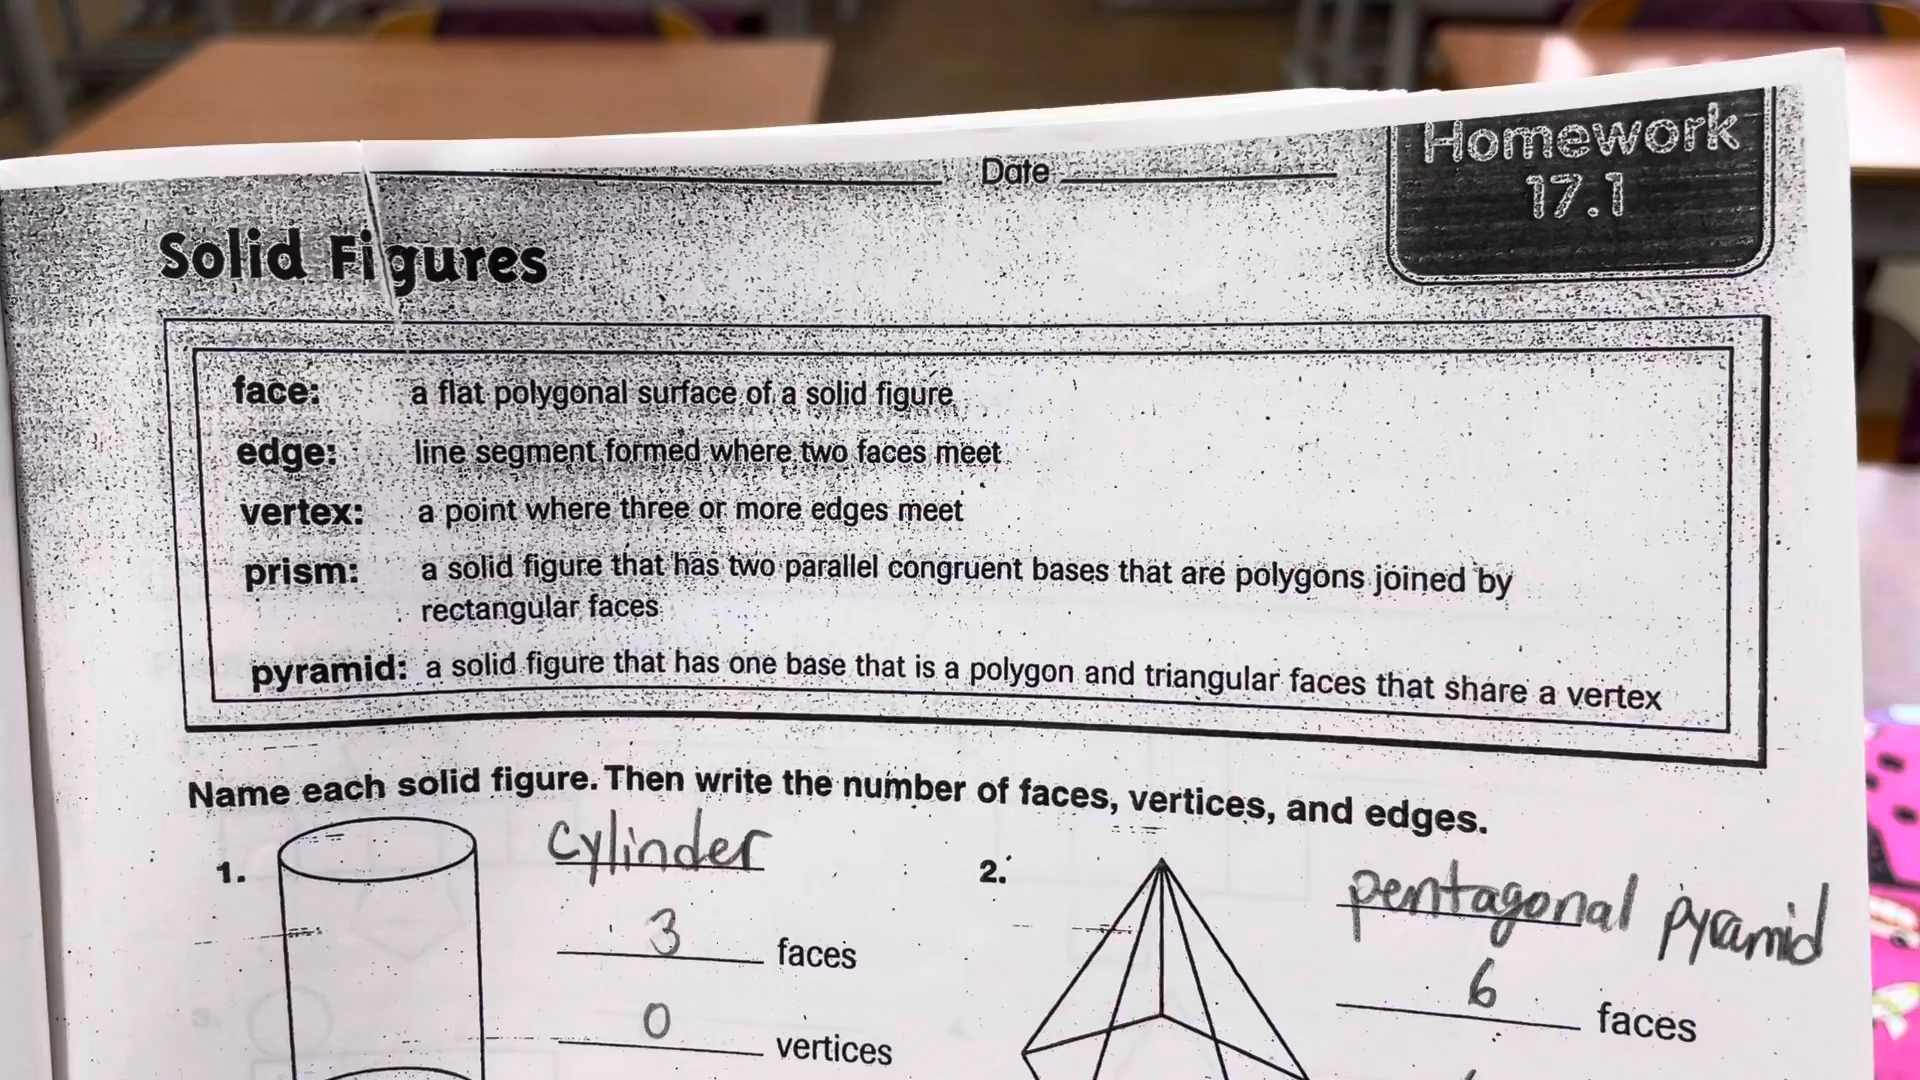 Date
Homework
17.1
Solid Figures
face: a flat polygonal surface of a solid figure
edge: line segment formed where two faces meet
vertex: a point where three or more edges meet
prism: a solid figure that has two parallel congruent bases that are polygons joined by
rectangular faces
pyramid: a solid figure that has one base that is a polygon and triangular faces that share a vertex
Name each solid figure. Then write the number of faces, vertices, and edges.
1. cylinder
3 faces
0 vertices
2. pentagonal pyramid
6 faces